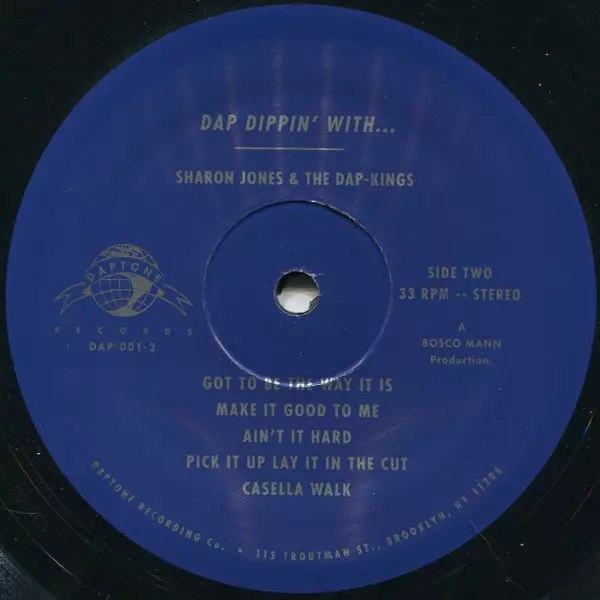 DAP DIPPIN' WITH...
SHARON JONES & THE DAP-KINGS
DAPTONE
RECORDS
DAP-001-2
SIDE TWO
33 RPM -- STEREO
A
BOSCO MANN
Production.
GOT TO BE THE WAY IT IS
MAKE IT GOOD TO ME
AIN'T IT HARD
PICK IT UP LAY IT IN THE CUT
CASELLA WALK
DAPTONE RECORDING Co. • 115 TROUTMAN ST., BROOKLYN, NY 11206